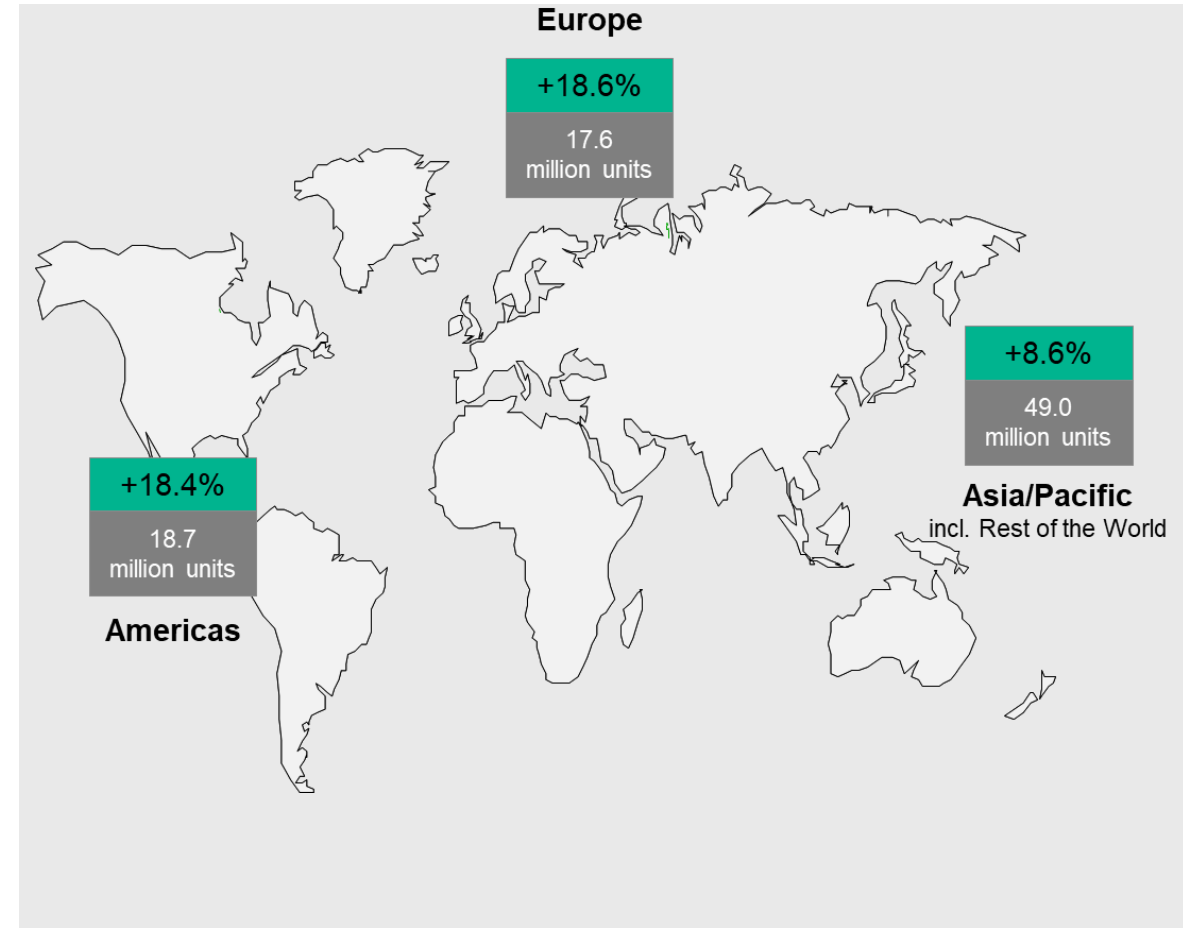 Europe
+18.6%
17.6
million units
+8.6%
49.0
million units
Asia/Pacific
incl. Rest of the World
+18.4%
18.7
million units
Americas